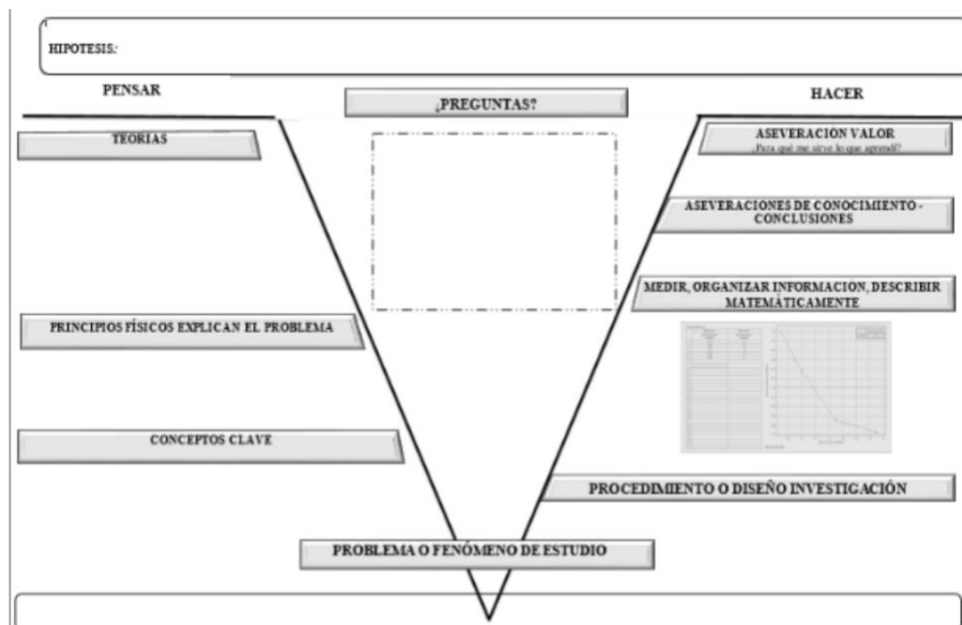 HIPOTESIS:
PENSAR
¿PREGUNTAS?
HACER
TEORIAS
ASEVERACIÓN VALOR
¿Para qué me sirve lo que aprendí?
ASEVERACIONES DE CONOCIMIENTO -
CONCLUSIONES
MEDIR, ORGANIZAR INFORMACIÓN, DESCRIBIR
MATEMÁTICAMENTE
PRINCIPIOS FÍSICOS EXPLICAN EL PROBLEMA
CONCEPTOS CLAVE
PROCEDIMIENTO O DISEÑO INVESTIGACIÓN
PROBLEMA O FENÓMENO DE ESTUDIO